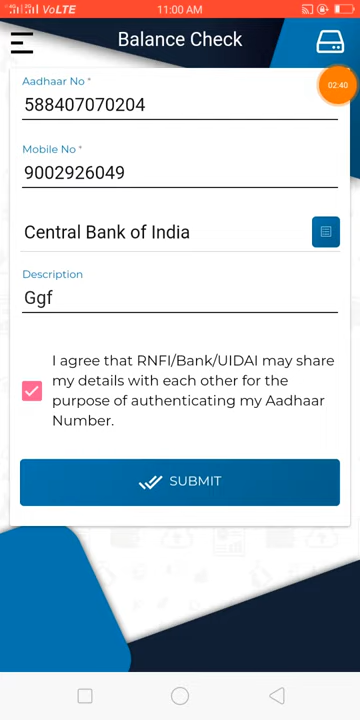 VoLTE 11:00 AM
Balance Check
02:40
Aadhaar No *
588407070204
Mobile No *
9002926049
Central Bank of India
Description
Ggf
I agree that RNFI/Bank/UIDAI may share
my details with each other for the
purpose of authenticating my Aadhaar
Number.
SUBMIT